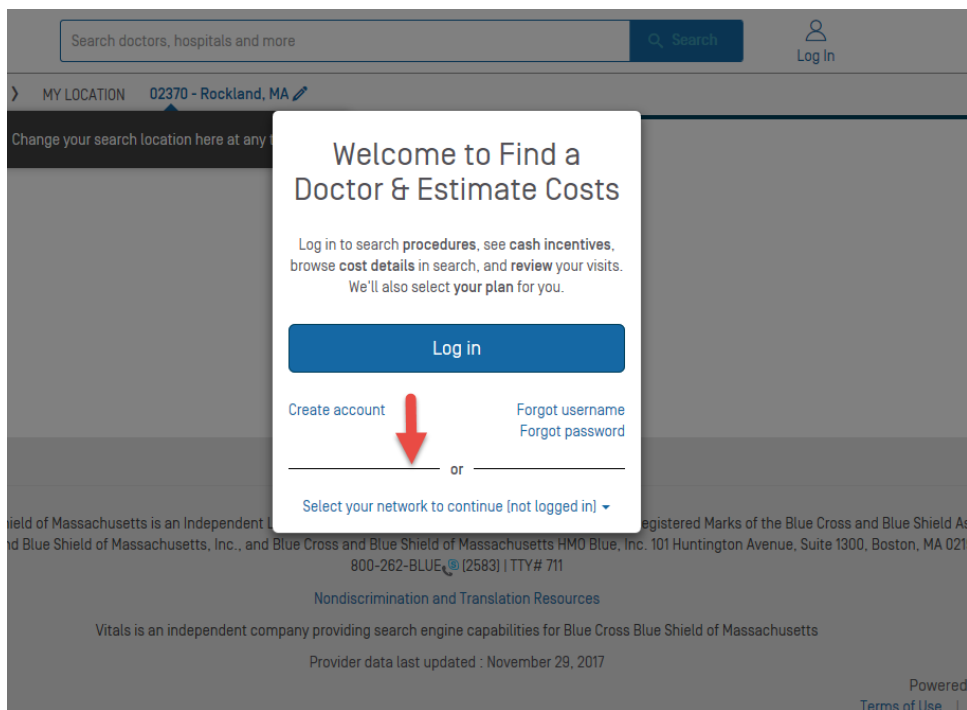 Search doctors, hospitals and more
Search
Log In
MY LOCATION 02370 - Rockland, MA
Change your search location here at any
Welcome to Find a
Doctor & Estimate Costs
Log in to search procedures, see cash incentives,
browse cost details in search, and review your visits.
We'll also select your plan for you.
Log in
Create account
Forgot username
Forgot password
or
Select your network to continue (not logged in)
of Massachusetts is an Independent
egistered Marks of the Blue Cross and Blue Shield
Blue Shield of Massachusetts, Inc., and Blue Cross and Blue Shield of Massachusetts HMO Blue, Inc. 101 Huntington Avenue, Suite 1300, Boston, MA 021
800-262-BLUE (2583) | TTY# 711
Nondiscrimination and Translation Resources
Vitals is an independent company providing search engine capabilities for Blue Cross Blue Shield of Massachusetts
Provider data last updated : November 29, 2017
Powered
Terms of Use |